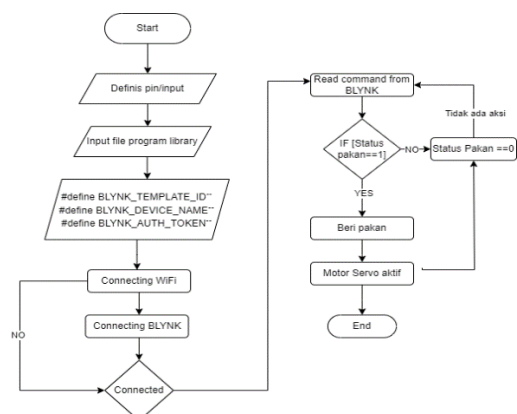 Start
Definis pin/input
Input file program library
#define BLYNK_TEMPLATE_ID""
#define BLYNK_DEVICE_NAME""
#define BLYNK_AUTH_TOKEN""
Connecting WiFi
Connecting BLYNK
NO
Connected
Read command from
BLYNK
Tidak ada aksi
IF [Status
pakan==1]
NO
Status Pakan ==0
YES
Beri pakan
Motor Servo aktif
End